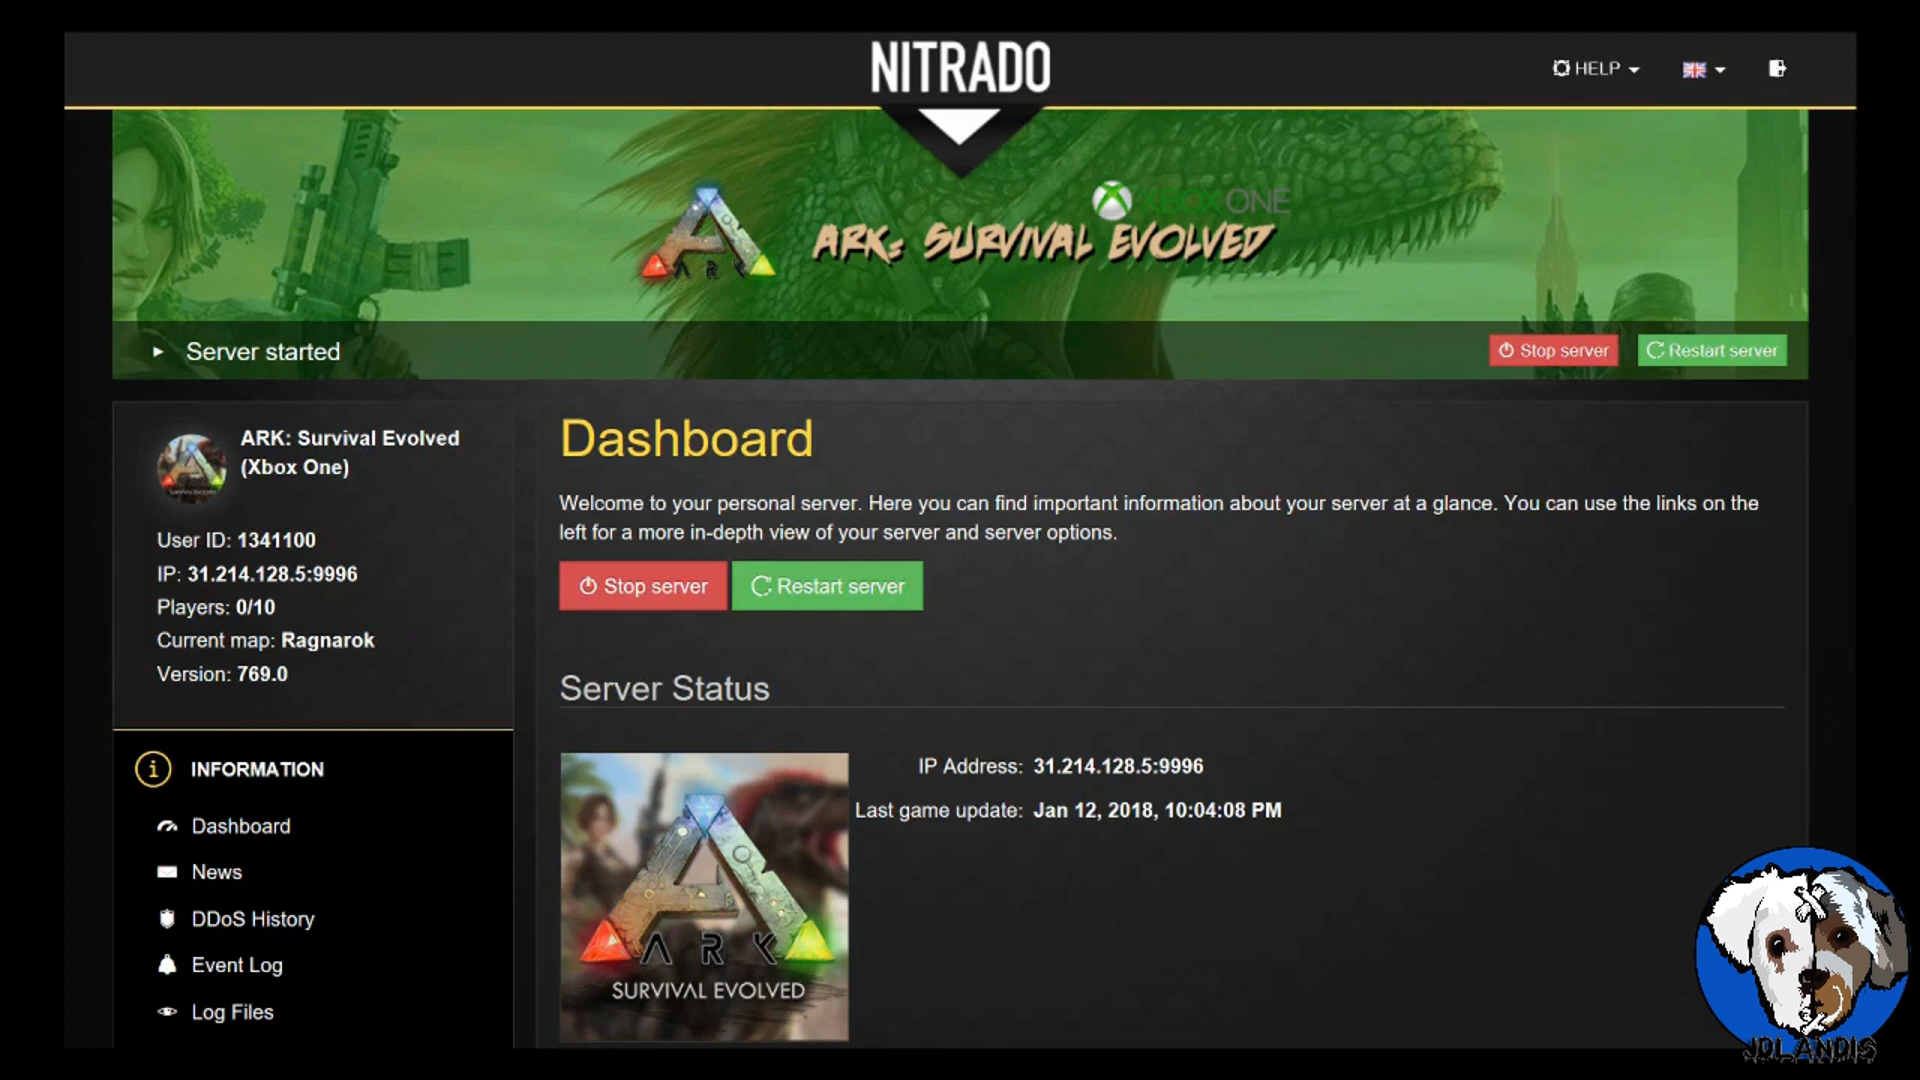 NITRADO
HELP
XBOX ONE
ARK
ARK: SURVIVAL EVOLVED
Server started
Stop server
Restart server
ARK: Survival Evolved
(Xbox One)
User ID: 1341100
IP: 31.214.128.5:9996
Players: 0/10
Current map: Ragnarok
Version: 769.0
INFORMATION
Dashboard
News
DDoS History
Event Log
Log Files
Dashboard
Welcome to your personal server. Here you can find important information about your server at a glance. You can use the links on the
left for a more in-depth view of your server and server options.
Stop server
Restart server
Server Status
IP Address: 31.214.128.5:9996
Last game update: Jan 12, 2018, 10:04:08 PM
ARK
SURVIVAL EVOLVED
JDLANDIS